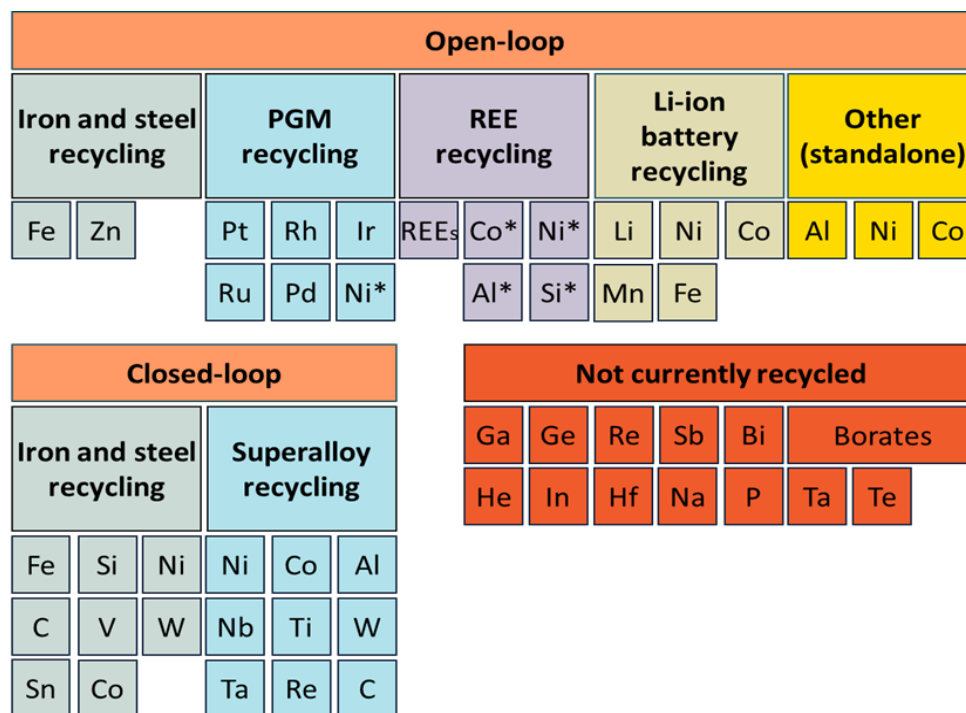 Open-loop
Iron and steel recycling
PGM recycling
REE recycling
Li-ion battery recycling
Other (standalone)
Fe Zn
Pt Rh Ir
REEs Co* Ni*
Li Ni Co
Al Ni Co
Ru Pd Ni*
Al* Si*
Mn Fe
Closed-loop
Iron and steel recycling
Superalloy recycling
Fe Si Ni
C V W
Sn Co
Ni Co Al
Nb Ti W
Ta Re C
Not currently recycled
Ga Ge Re Sb Bi Borates
He In Hf Na P Ta Te